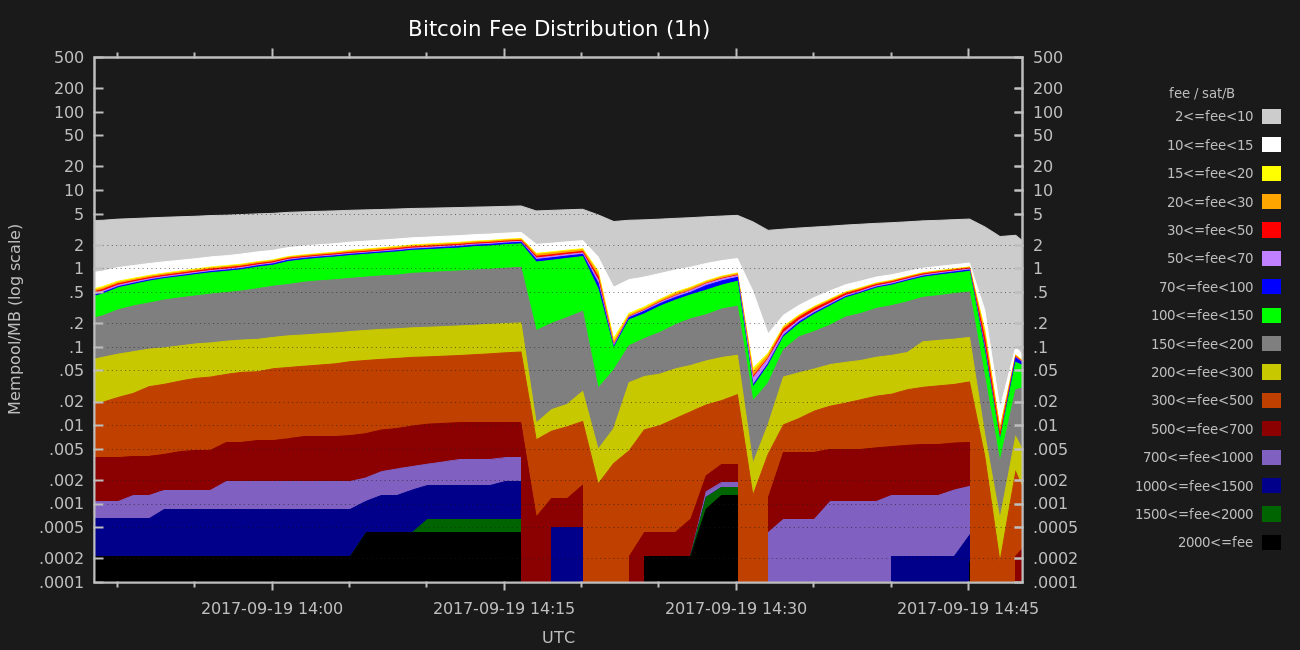 Bitcoin Fee Distribution (1h)
Mempool/MB (log scale)
500 500
200 200
100 100
50 50
20 20
10 10
5 5
2 2
1 1
.5 .5
.2 .2
.1 .1
.05 .05
.02 .02
.01 .01
.005 .005
.002 .002
.001 .001
.0005 .0005
.0002 .0002
.0001 .0001
2017-09-19 14:00 2017-09-19 14:15 2017-09-19 14:30 2017-09-19 14:45
UTC
fee / sat/B
2<=fee<10
10<=fee<15
15<=fee<20
20<=fee<30
30<=fee<50
50<=fee<70
70<=fee<100
100<=fee<150
150<=fee<200
200<=fee<300
300<=fee<500
500<=fee<700
700<=fee<1000
1000<=fee<1500
1500<=fee<2000
2000<=fee